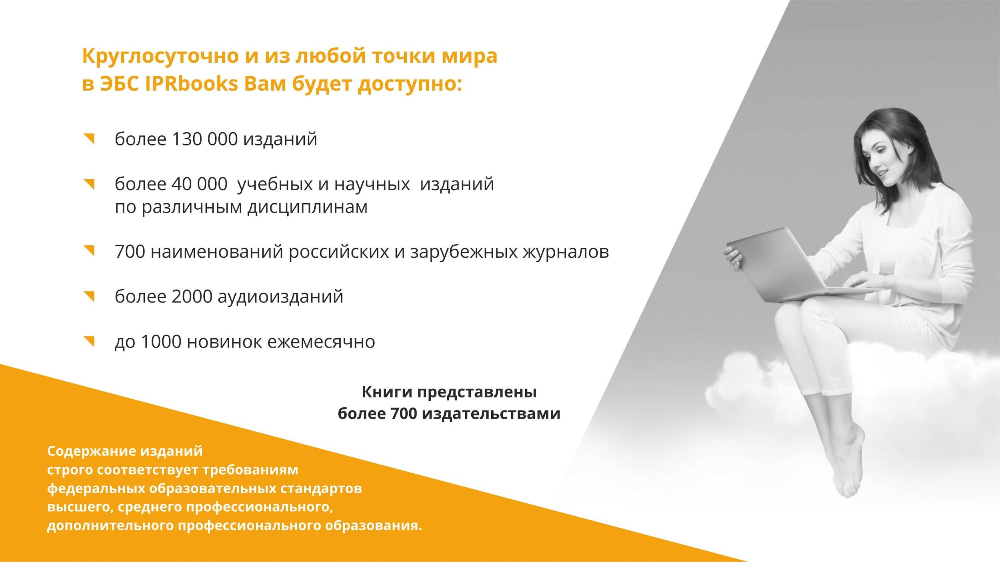 Круглосуточно и из любой точки мира
в ЭБС IPRbooks Вам будет доступно:
более 130 000 изданий
более 40 000 учебных и научных изданий
по различным дисциплинам
700 наименований российских и зарубежных журналов
более 2000 аудиоизданий
до 1000 новинок ежемесячно
Книги представлены
более 700 издательствами
Содержание изданий
строго соответствует требованиям
федеральных образовательных стандартов
высшего, среднего профессионального,
дополнительного профессионального образования.